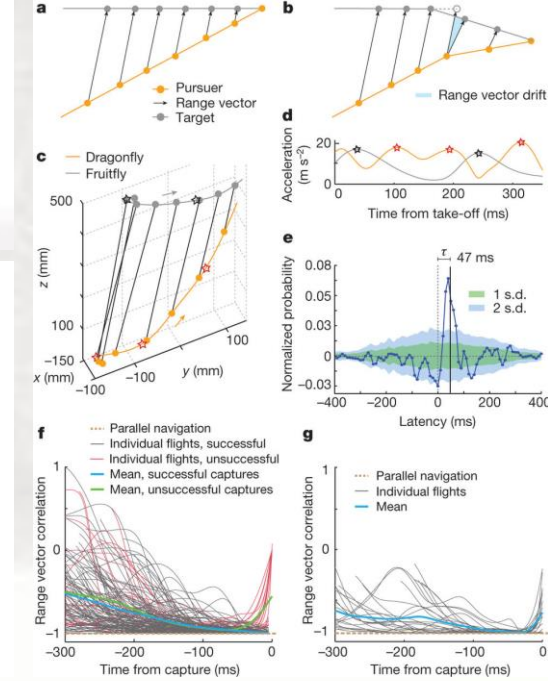 a
Pursuer
Range vector
Target
b
Range vector drift
c
Dragonfly
Fruitfly
500
z (mm)
100
−150
x (mm)
−100
−100
0
y (mm)
100
d
Acceleration
(m s−2)
20
0
0
100
200
300
Time from take-off (ms)
e
τ
47 ms
Normalized probability
0.08
0.05
0.03
0
−0.03
1 s.d.
2 s.d.
−400
−200
0
200
400
Latency (ms)
f
Parallel navigation
Individual flights, successful
Individual flights, unsuccessful
Mean, successful captures
Mean, unsuccessful captures
Range vector correlation
1
0
−1
−300
−200
−100
0
Time from capture (ms)
g
Parallel navigation
Individual flights
Mean
Range vector correlation
0
−1
−300
−200
−100
0
Time from capture (ms)